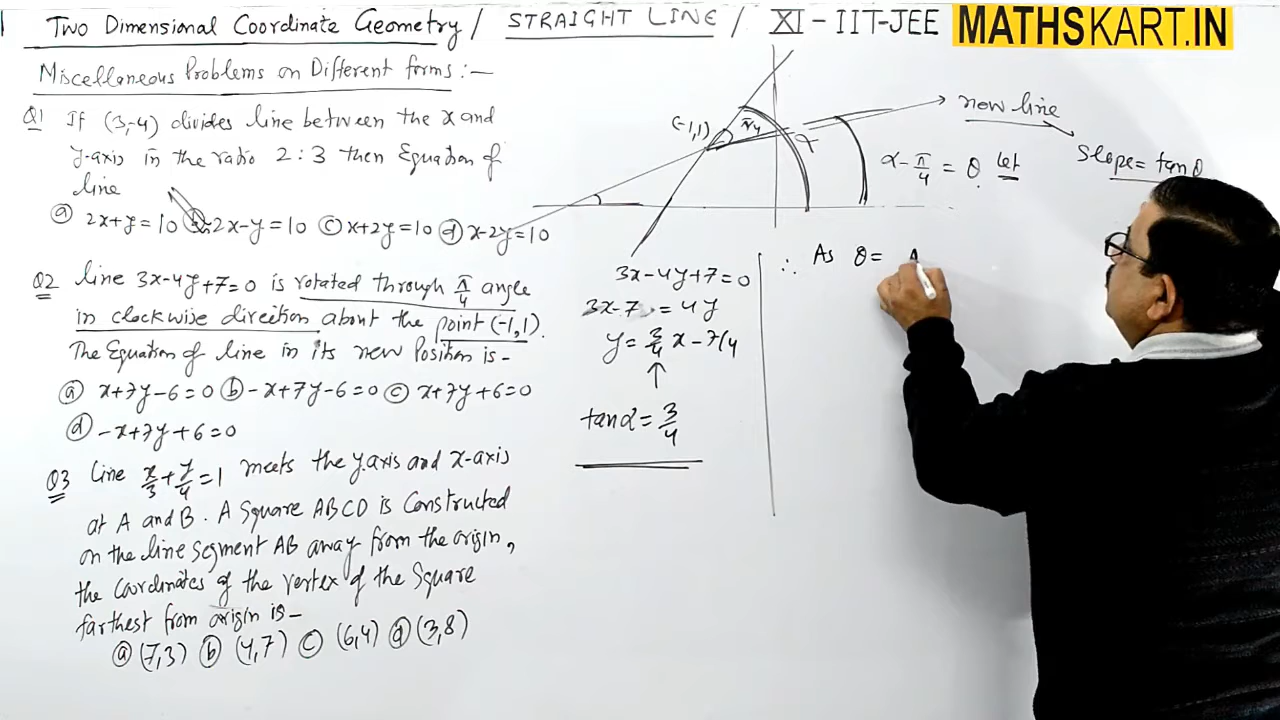 Two Dimensional Coordinate Geometry / STRAIGHT LINE / XI - IIT-JEE
MATHSKART.IN
Miscellaneous Problems on Different forms :-
Q1 If (3,-4) divides line between the x and
y-axis in the ratio 2:3 then Equation of
line
(a) 2x+y=10 (b) 2x-y=10 (c) x+2y=10 (d) x-2y=10
Q2 line 3x-4y+7=0 is rotated through π/4 angle
in clockwise direction about the point (-1,1).
The Equation of line in its new Position is -
(a) x+7y-6=0 (b) -x+7y-6=0 (c) x+7y+6=0
(d) -x+7y+6=0
Q3 Line x/3+y/4=1 meets the y.axis and x-axis
at A and B. A Square ABCD is Constructed
on the line segment AB away from the origin,
the Coordinates of the vertex of the Square
farthest from origin is-
(a) (7,3) (b) (4,7) (c) (6,4) (d) (3,8)
(-1,1)
π/4
α
new line
α-π/4 = θ let
Slope= tanθ
3x-4y+7=0
3x-7 = 4y
y= 3/4 x - 7/4
tanα= 3/4
∴ As θ=